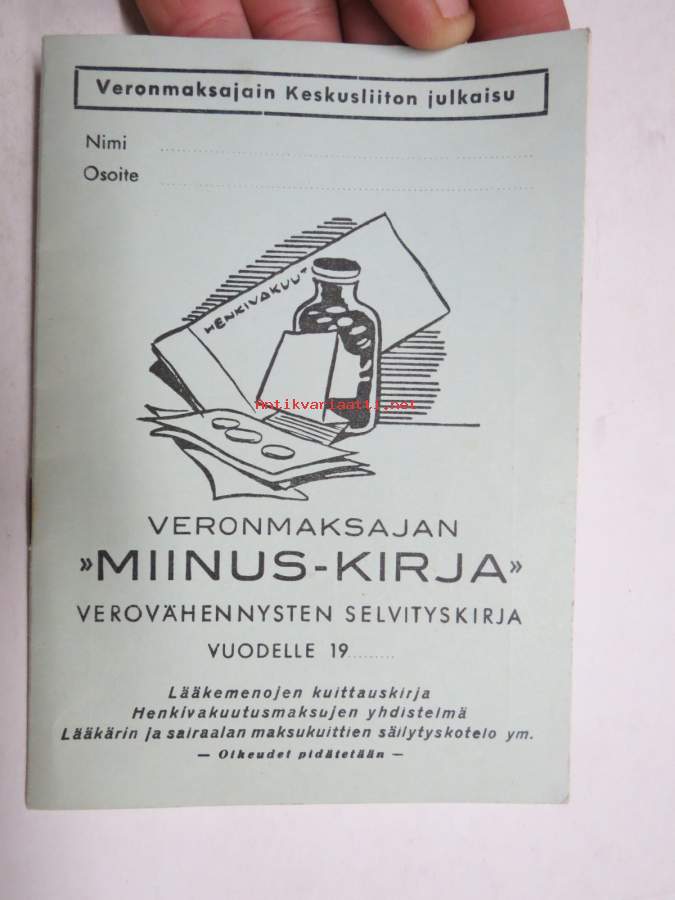 Veronmaksajain Keskusliiton julkaisu
Nimi
Osoite
HENKIVAKUUT
Antikvariaatti.net
VERONMAKSAJAN
»MIINUS-KIRJA»
VEROVÄHENNYSTEN SELVITYSKIRJA
VUODELLE 19
Lääkemenojen kuittauskirja
Henkivakuutusmaksujen yhdistelmä
Lääkärin ja sairaalan maksukuittien säilytyskotelo ym.
— Oikeudet pidätetään —